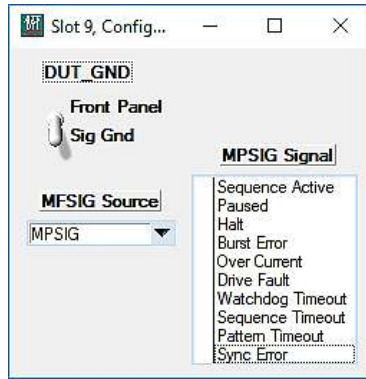 Slot 9, Config...
DUT_GND
Front Panel
Sig Gnd
MPSIG Signal
MFSIG Source
MPSIG
Sequence Active
Paused
Halt
Burst Error
Over Current
Drive Fault
Watchdog Timeout
Sequence Timeout
Pattern Timeout
Sync Error